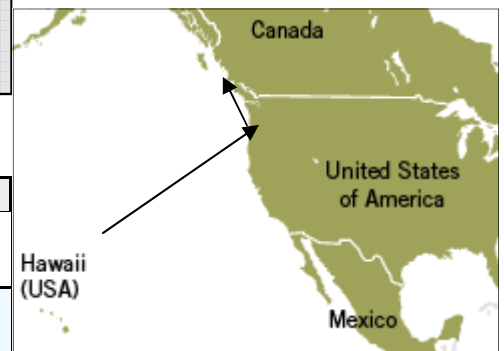 Canada
United States
of America
Hawaii
(USA)
Mexico